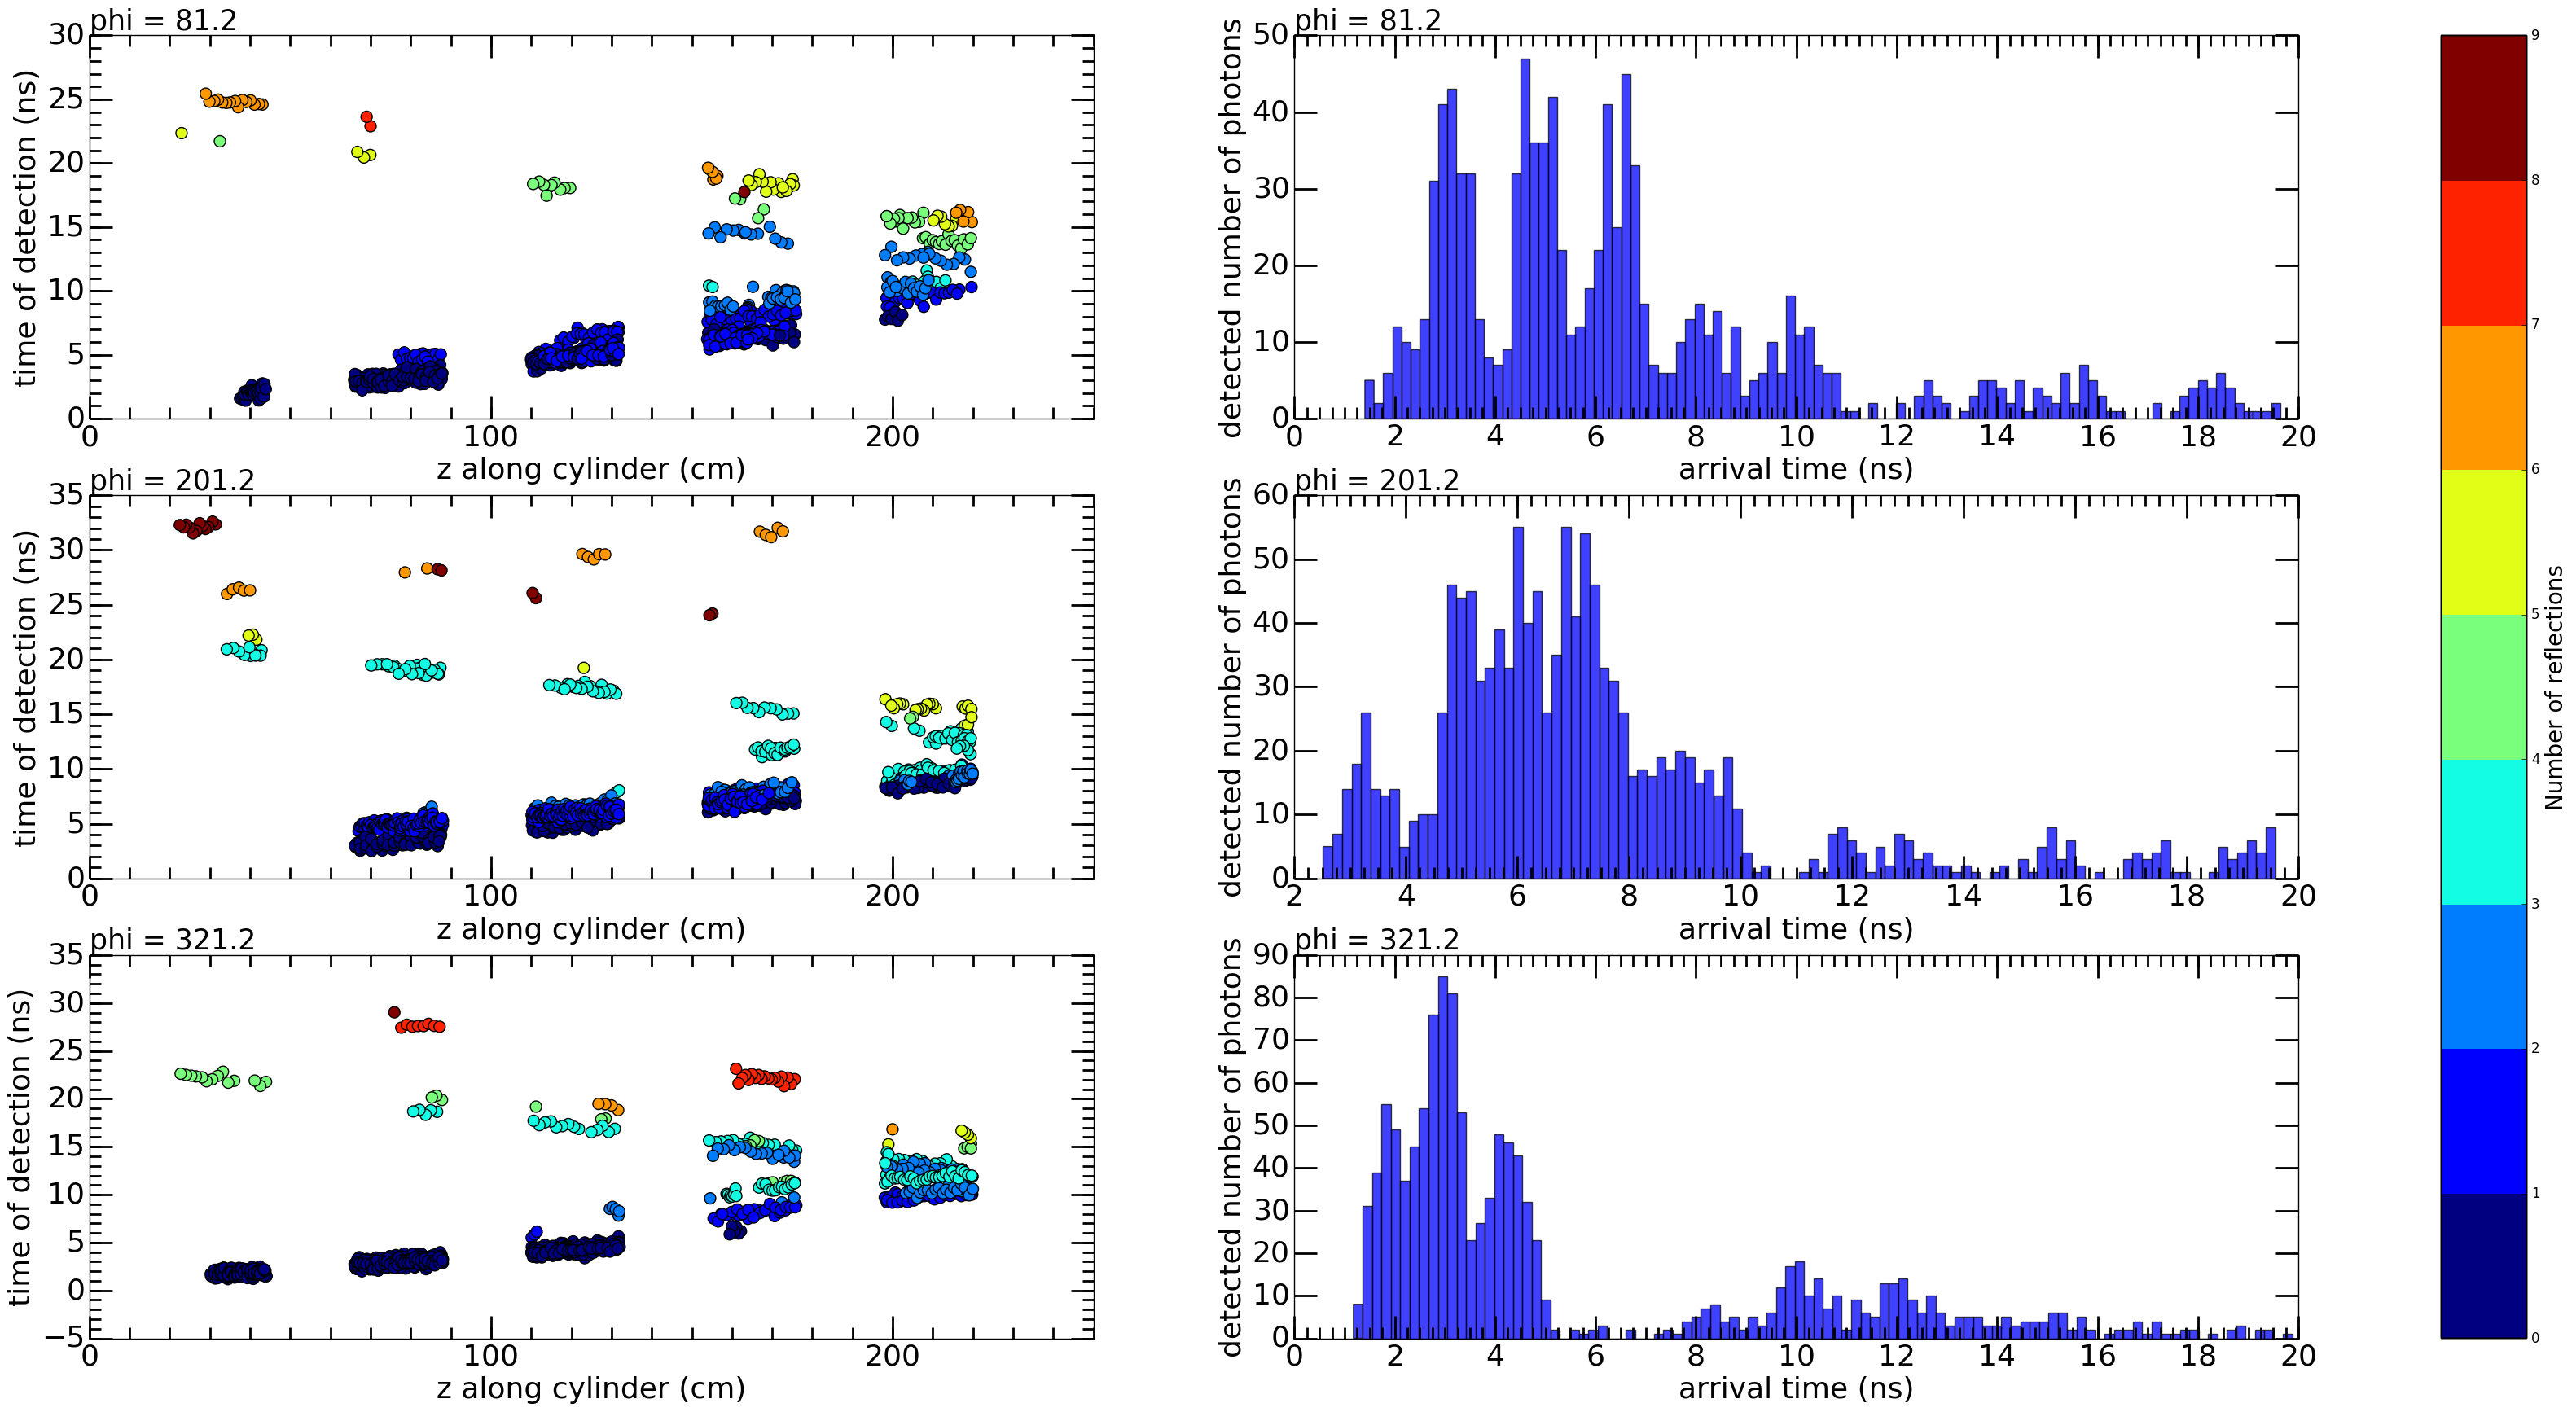 phi = 81.2
30
25
20
15
10
5
0
time of detection (ns)
0 100 200
z along cylinder (cm)
phi = 81.2
50
40
30
20
10
0
detected number of photons
0 2 4 6 8 10 12 14 16 18 20
arrival time (ns)
phi = 201.2
35
30
25
20
15
10
5
0
time of detection (ns)
0 100 200
z along cylinder (cm)
phi = 201.2
60
50
40
30
20
10
0
detected number of photons
2 4 6 8 10 12 14 16 18 20
arrival time (ns)
phi = 321.2
35
30
25
20
15
10
5
0
−5
time of detection (ns)
0 100 200
z along cylinder (cm)
phi = 321.2
90
80
70
60
50
40
30
20
10
0
detected number of photons
0 2 4 6 8 10 12 14 16 18 20
arrival time (ns)
9
8
7
6
5
4
3
2
1
0
Number of reflections